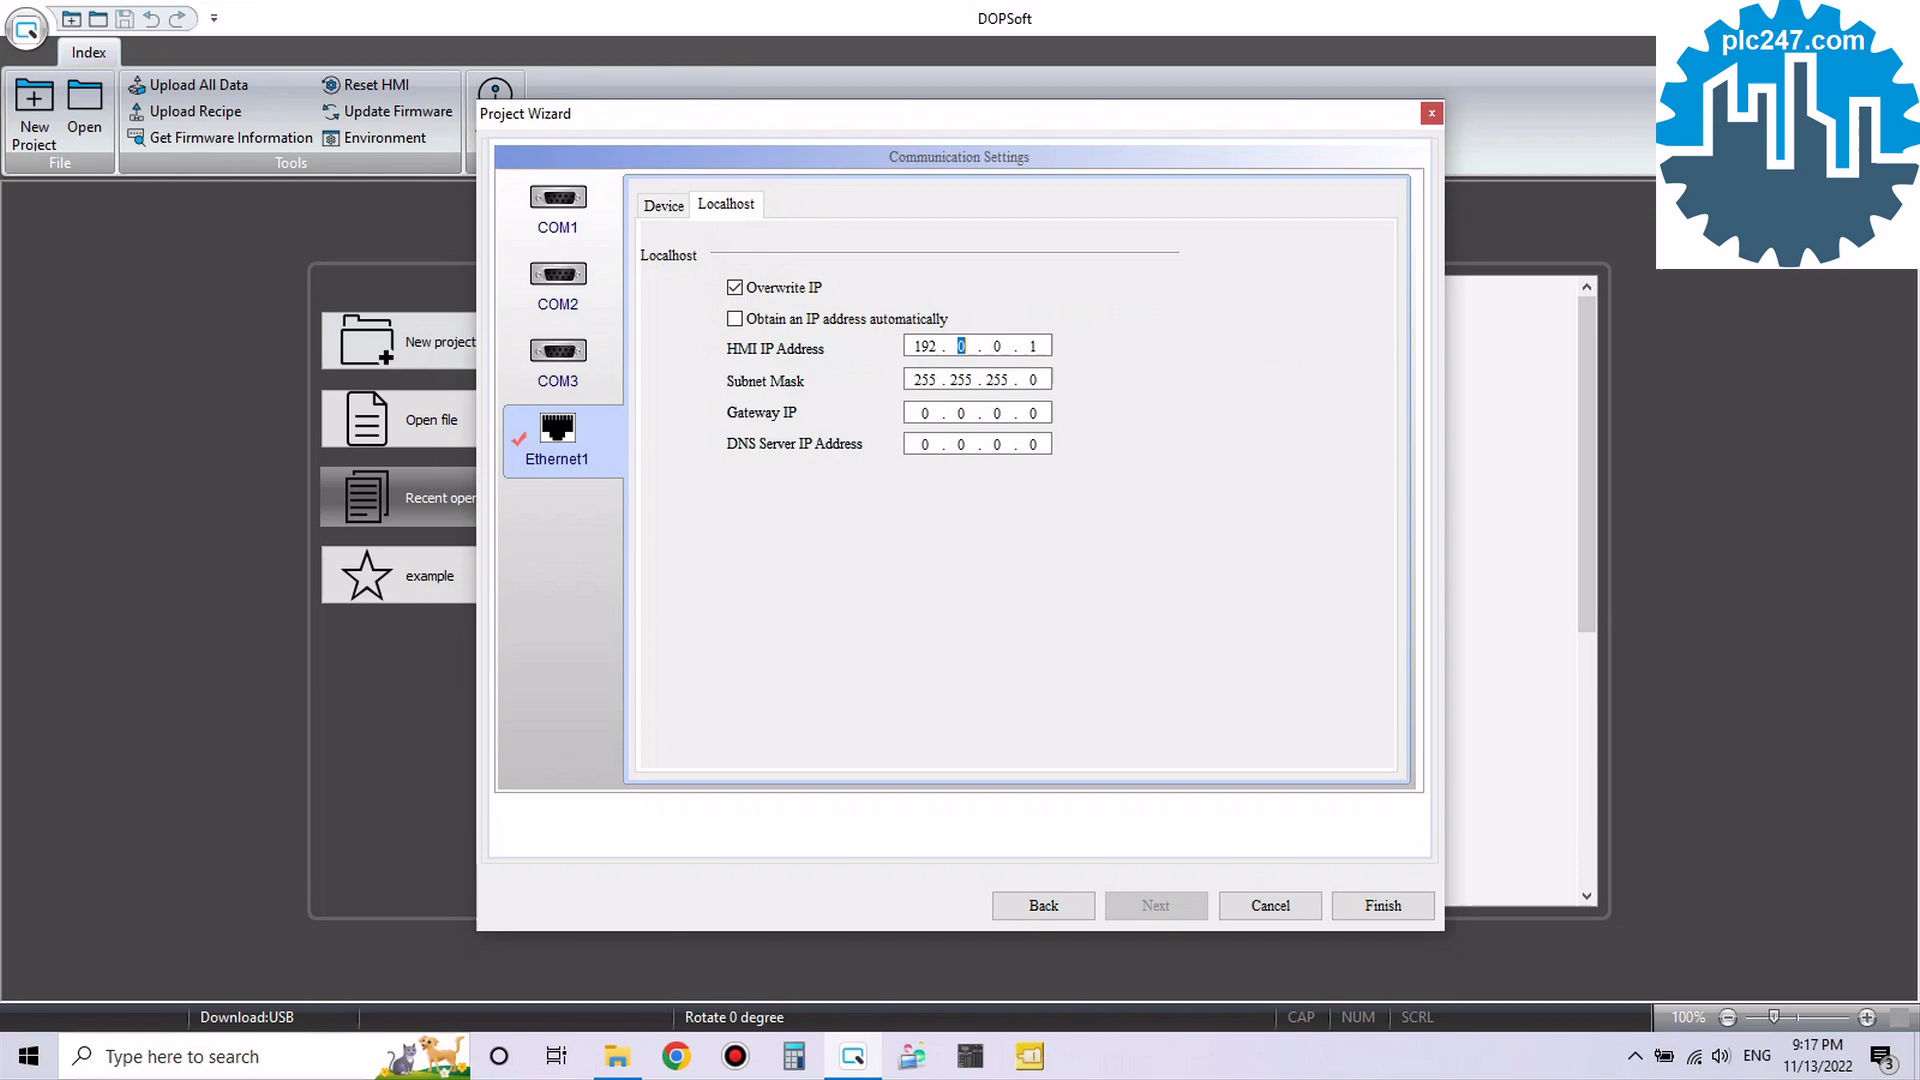 DOPSoft
plc247.com
Index
Upload All Data
Reset HMI
Upload Recipe
Update Firmware
New Project
Open
Get Firmware Information
Environment
File
Tools
Project Wizard
Communication Settings
COM1
COM2
COM3
Ethernet1
Device
Localhost
Localhost
Overwrite IP
Obtain an IP address automatically
HMI IP Address
192 . 0 . 0 . 1
Subnet Mask
255 . 255 . 255 . 0
Gateway IP
0 . 0 . 0 . 0
DNS Server IP Address
0 . 0 . 0 . 0
New project
Open file
Recent oper
example
Back
Next
Cancel
Finish
Download:USB
Rotate 0 degree
CAP
NUM
SCRL
100%
Type here to search
ENG
9:17 PM
11/13/2022
3